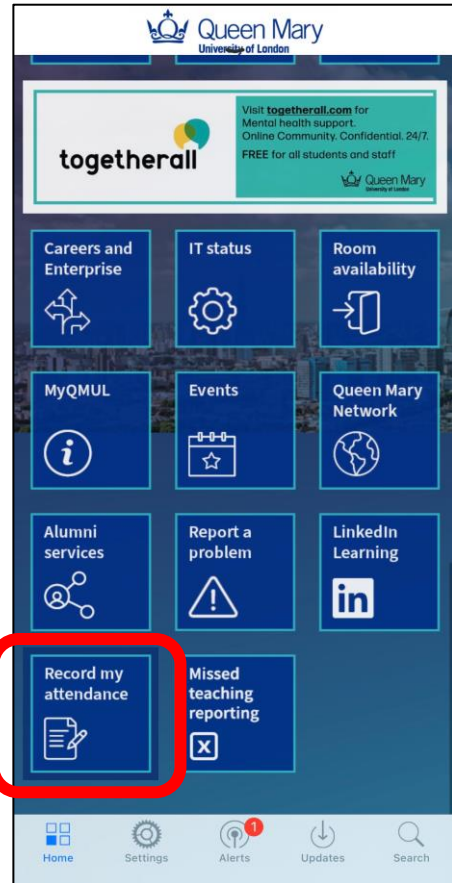 Queen Mary
University of London
togetherall
Visit togetherall.com for
Mental health support.
Online Community. Confidential. 24/7.
FREE for all students and staff
Queen Mary
University of London
Careers and
Enterprise
IT status
Room
availability
MyQMUL
Events
Queen Mary
Network
Alumni
services
Report a
problem
LinkedIn
Learning
in
Record my
attendance
Missed
teaching
reporting
x
1
Home
Settings
Alerts
Updates
Search